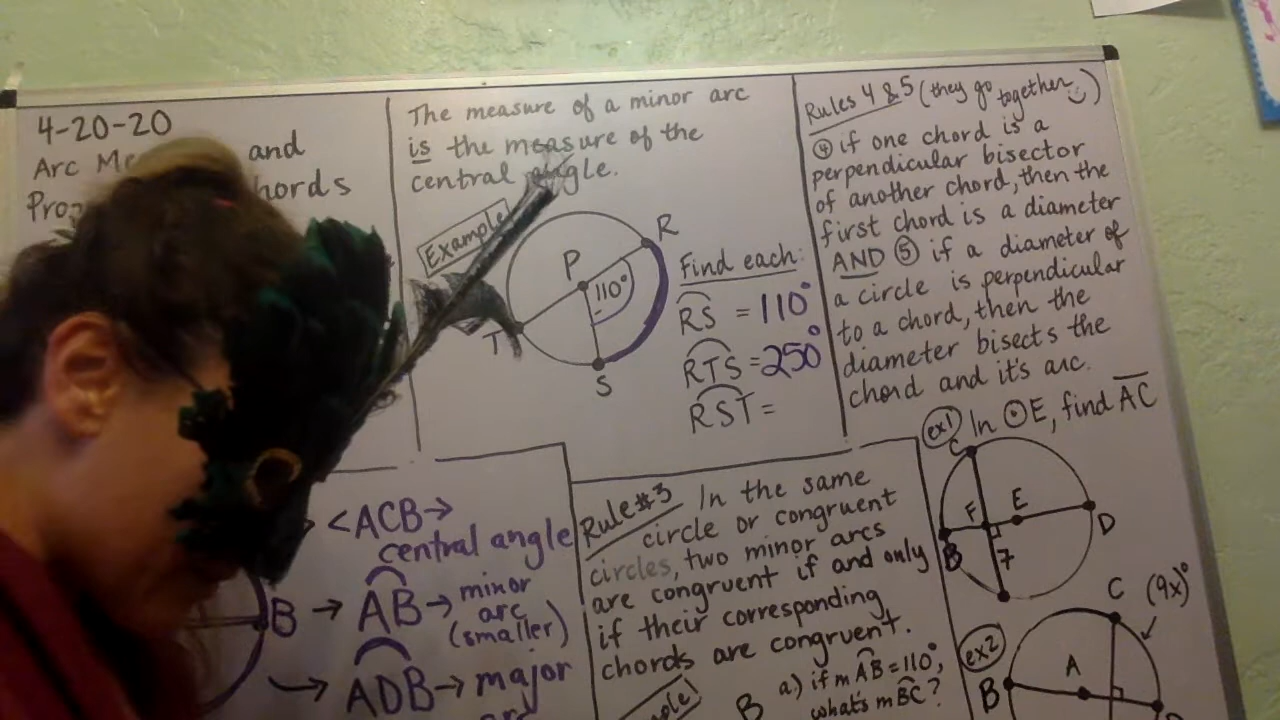 4-20-20
Arc and
hords
The measure of a minor arc
is the measure of the
central angle.
Example
P
R
110°
T
S
Find each:
RS = 110°
RTS = 250°
RST =
Rules 4 & 5 (they go together)
④ if one chord is a
perpendicular bisector
of another chord, then the
first chord is a diameter
AND ⑤ if a diameter of
a circle is perpendicular
to a chord, then the
diameter bisects the
chord and it's arc.
ex1 In ⊙E, find AC
C
F
E
D
B
7
ex2
C
(9x)°
A
B
<ACB→
central angle
B → AB→ minor
arc
(smaller)
→ ADB→ major
Rule #3 In the same
circle or congruent
circles, two minor arcs
are congruent if and only
if their corresponding
chords are congruent.
a.) if mAB = 110°,
what's mBC?
B